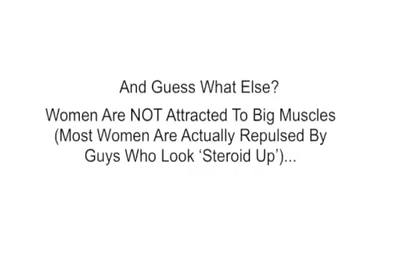 And Guess What Else?
Women Are NOT Attracted To Big Muscles
(Most Women Are Actually Repulsed By
Guys Who Look ‘Steroid Up’)...